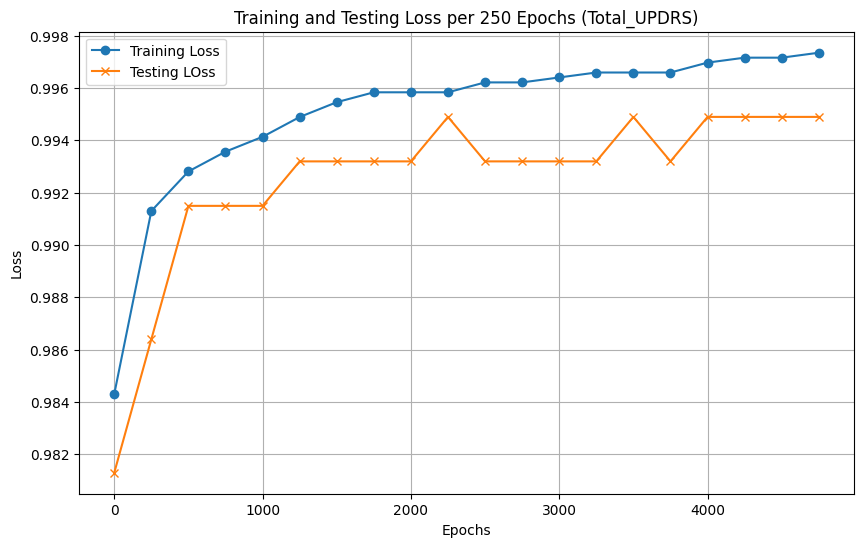 Training and Testing Loss per 250 Epochs (Total_UPDRS)
Training Loss
Testing LOss
Loss
0.998
0.996
0.994
0.992
0.990
0.988
0.986
0.984
0.982
0 1000 2000 3000 4000
Epochs